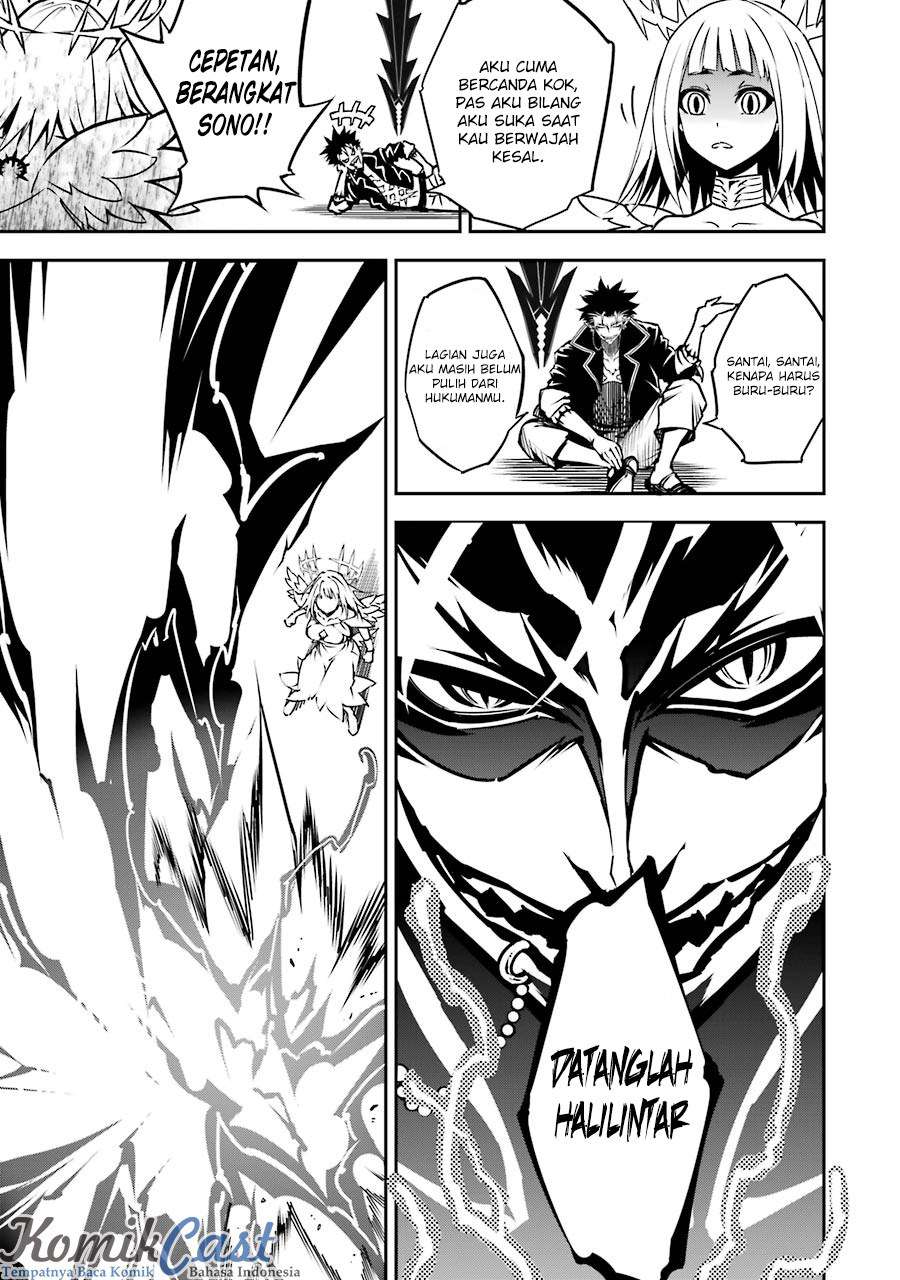 AKU CUMA
BERCANDA KOK,
PAS AKU BILANG
AKU SUKA SAAT
KAU BERWAJAH
KESAL.
CEPETAN,
BERANGKAT
SONO!!
SANTAI, SANTAI,
KENAPA HARUS
BURU-BURU?
LAGIAN JUGA
AKU MASIH BELUM
PULIH DARI
HUKUMANMU.
DATANGLAH
HALILINTAR
KomikCast
Tempatnya Baca Komik Bahasa Indonesia